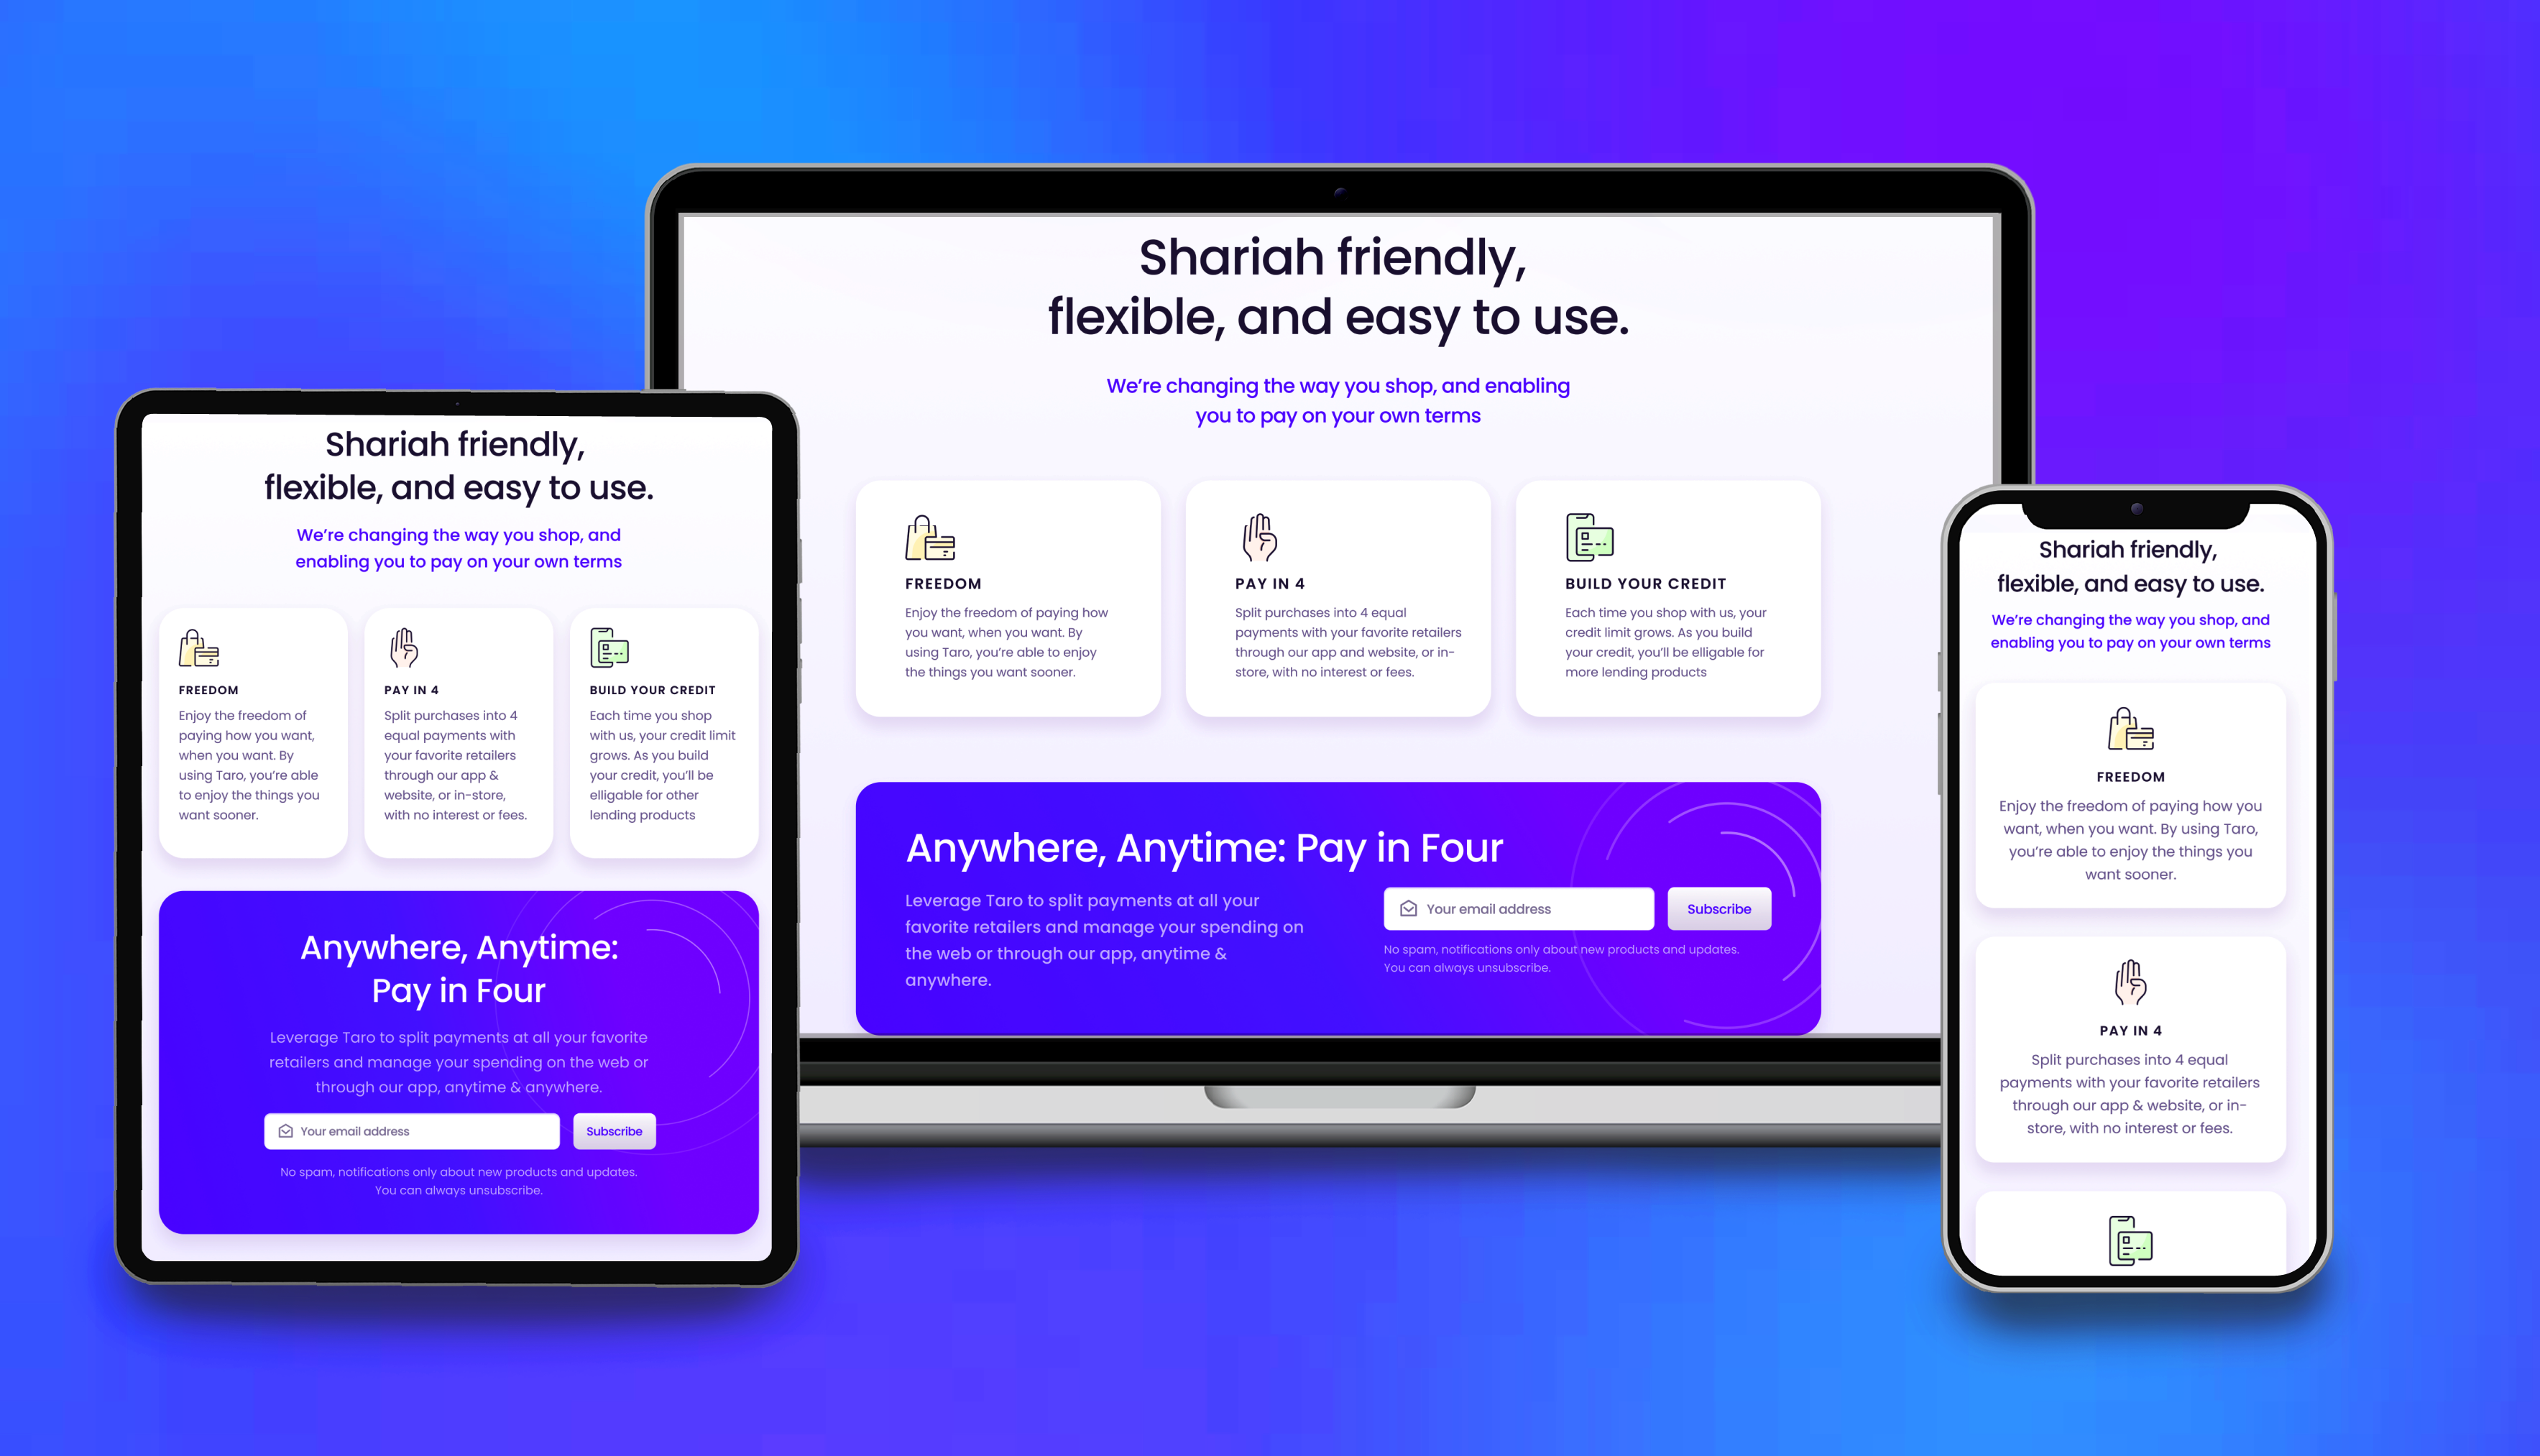 Shariah friendly,
flexible, and easy to use.
We're changing the way you shop, and enabling
you to pay on your own terms
FREEDOM
Enjoy the freedom of paying how
you want, when you want. By
using Taro, you're able to enjoy
the things you want sooner.
PAY IN 4
Split purchases into 4 equal
payments with your favorite retailers
through our app and website, or in-
store, with no interest or fees.
BUILD YOUR CREDIT
Each time you shop with us, your
credit limit grows. As you build
your credit, you'll be elligable for
more lending products
Anywhere, Anytime: Pay in Four
Leverage Taro to split payments at all your
favorite retailers and manage your spending on
the web or through our app, anytime &
anywhere.
Your email address
Subscribe
No spam, notifications only about new products and updates.
You can always unsubscribe.
Shariah friendly,
flexible, and easy to use.
We're changing the way you shop, and
enabling you to pay on your own terms
FREEDOM
Enjoy the freedom of
paying how you want,
when you want. By
using Taro, you're able
to enjoy the things you
want sooner.
PAY IN 4
Split purchases into 4
equal payments with
your favorite retailers
through our app &
website, or in-store,
with no interest or fees.
BUILD YOUR CREDIT
Each time you shop
with us, your credit limit
grows. As you build
your credit, you'll be
elligable for other
lending products
Anywhere, Anytime:
Pay in Four
Leverage Taro to split payments at all your favorite
retailers and manage your spending on the web or
through our app, anytime & anywhere.
Your email address
Subscribe
No spam, notifications only about new products and updates.
You can always unsubscribe.
Shariah friendly,
flexible, and easy to use.
We're changing the way you shop, and
enabling you to pay on your own terms
FREEDOM
Enjoy the freedom of paying how you
want, when you want. By using Taro,
you're able to enjoy the things you
want sooner.
PAY IN 4
Split purchases into 4 equal
payments with your favorite retailers
through our app & website, or in-
store, with no interest or fees.